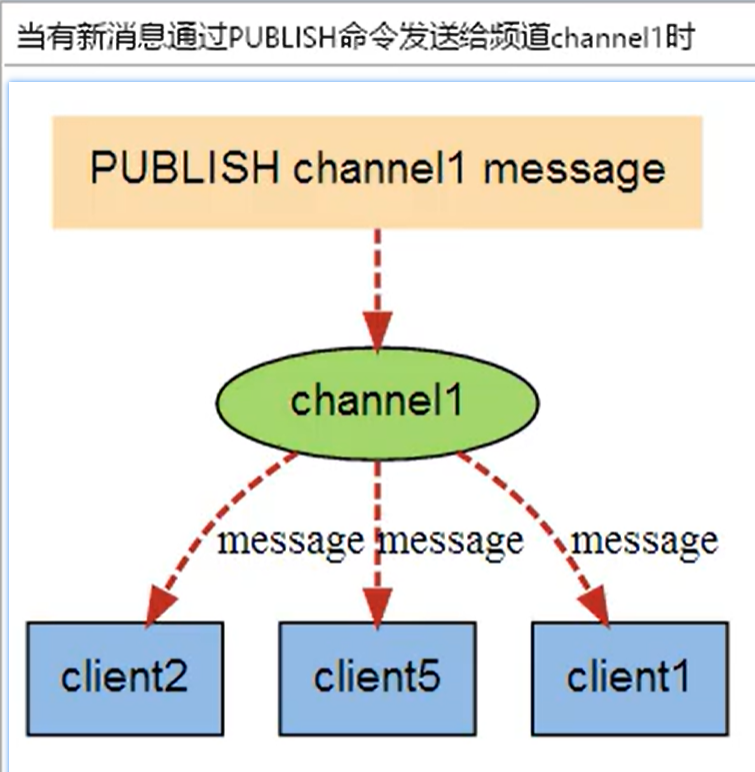 当有新消息通过PUBLISH命令发送给频道channel1时
PUBLISH channel1 message
channel1
message message message
client2 client5 client1